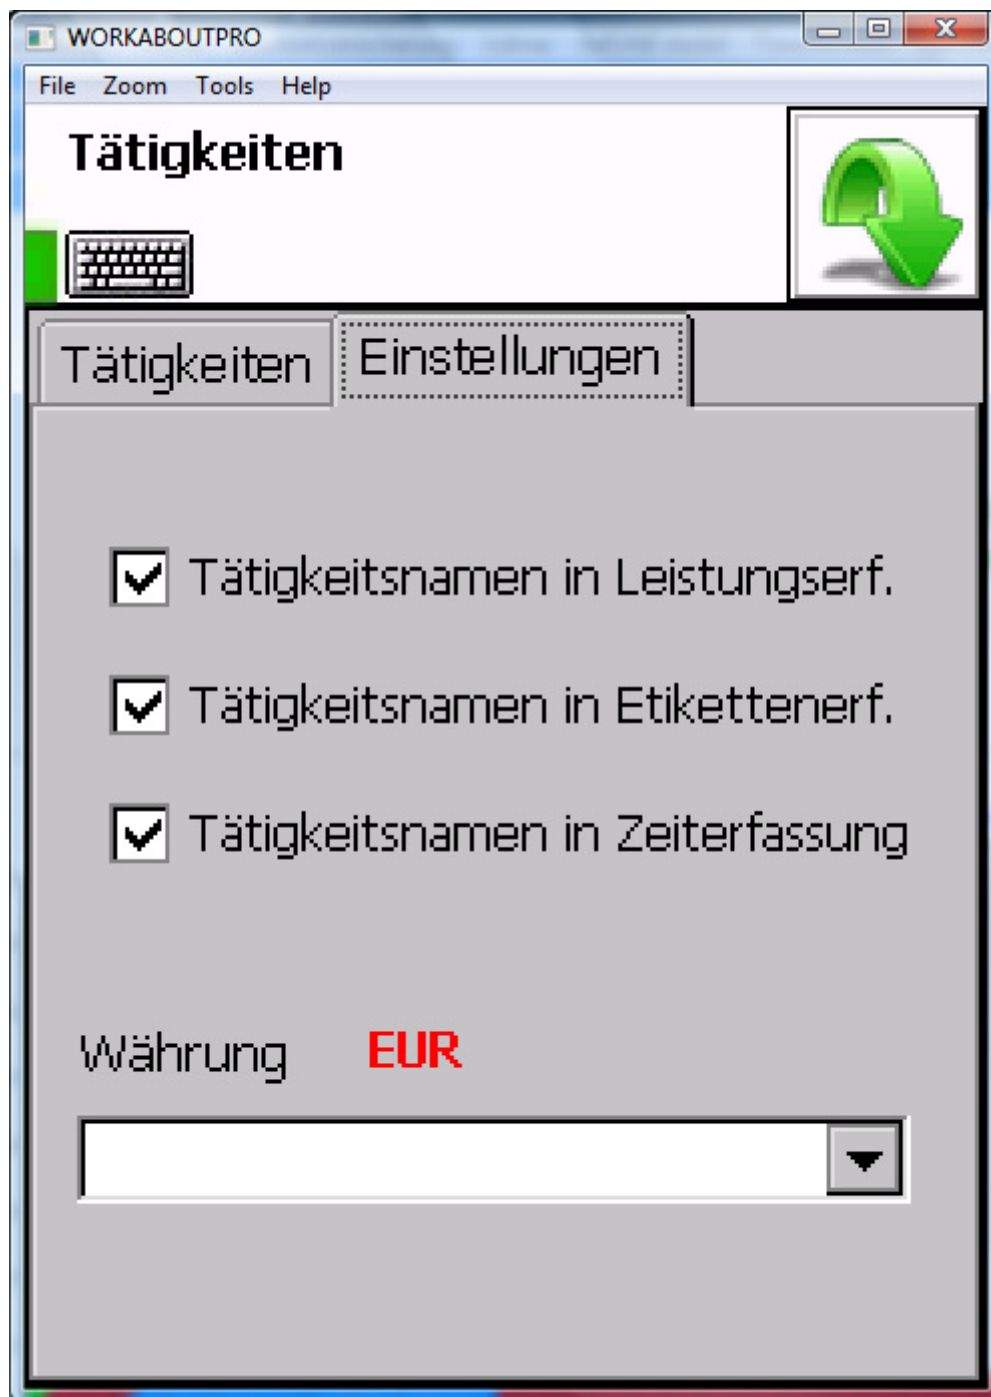 WORKABOUTPRO
File Zoom Tools Help
Tätigkeiten
Tätigkeiten Einstellungen
Tätigkeitsnamen in Leistungserf.
Tätigkeitsnamen in Etikettenerf.
Tätigkeitsnamen in Zeiterfassung
Währung EUR